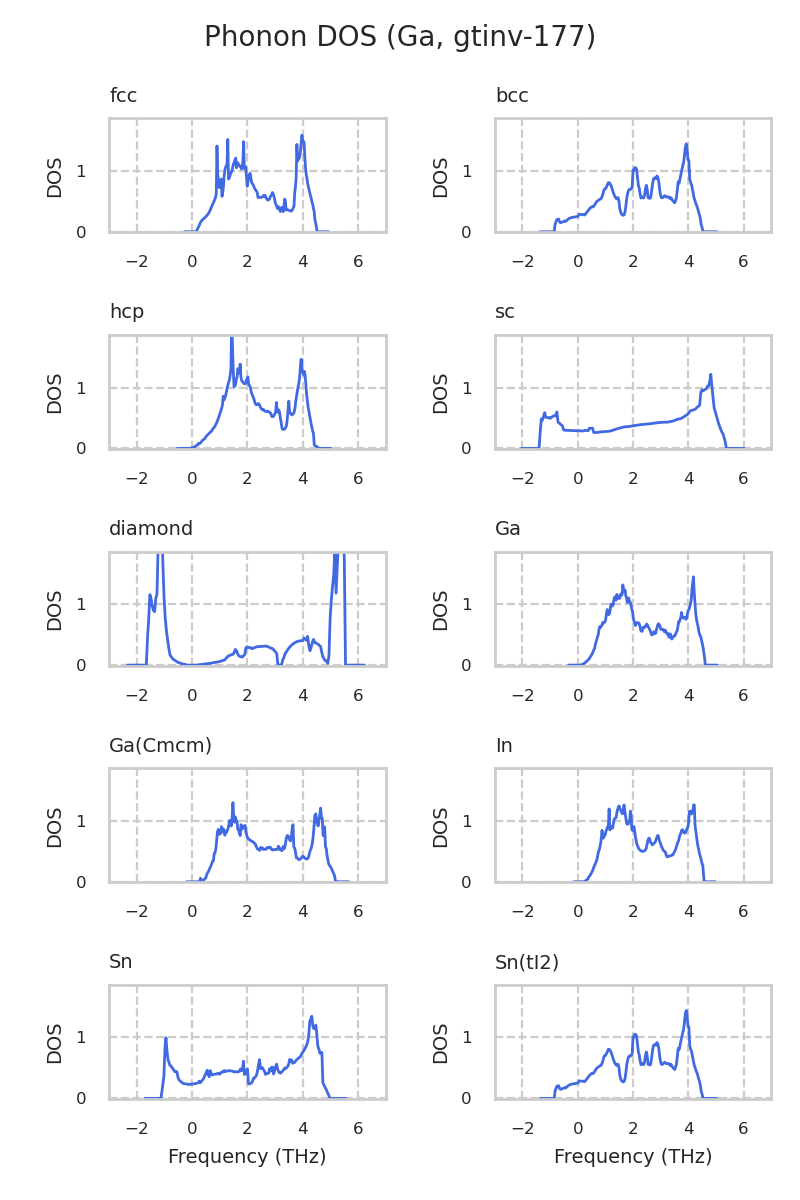 Phonon DOS (Ga, gtinv-177)
fcc
bcc
DOS
1
0
−2 0 2 4 6
DOS
1
0
−2 0 2 4 6
hcp
sc
DOS
1
0
−2 0 2 4 6
DOS
1
0
−2 0 2 4 6
diamond
Ga
DOS
1
0
−2 0 2 4 6
DOS
1
0
−2 0 2 4 6
Ga(Cmcm)
In
DOS
1
0
−2 0 2 4 6
DOS
1
0
−2 0 2 4 6
Sn
Sn(tI2)
DOS
1
0
−2 0 2 4 6
Frequency (THz)
DOS
1
0
−2 0 2 4 6
Frequency (THz)